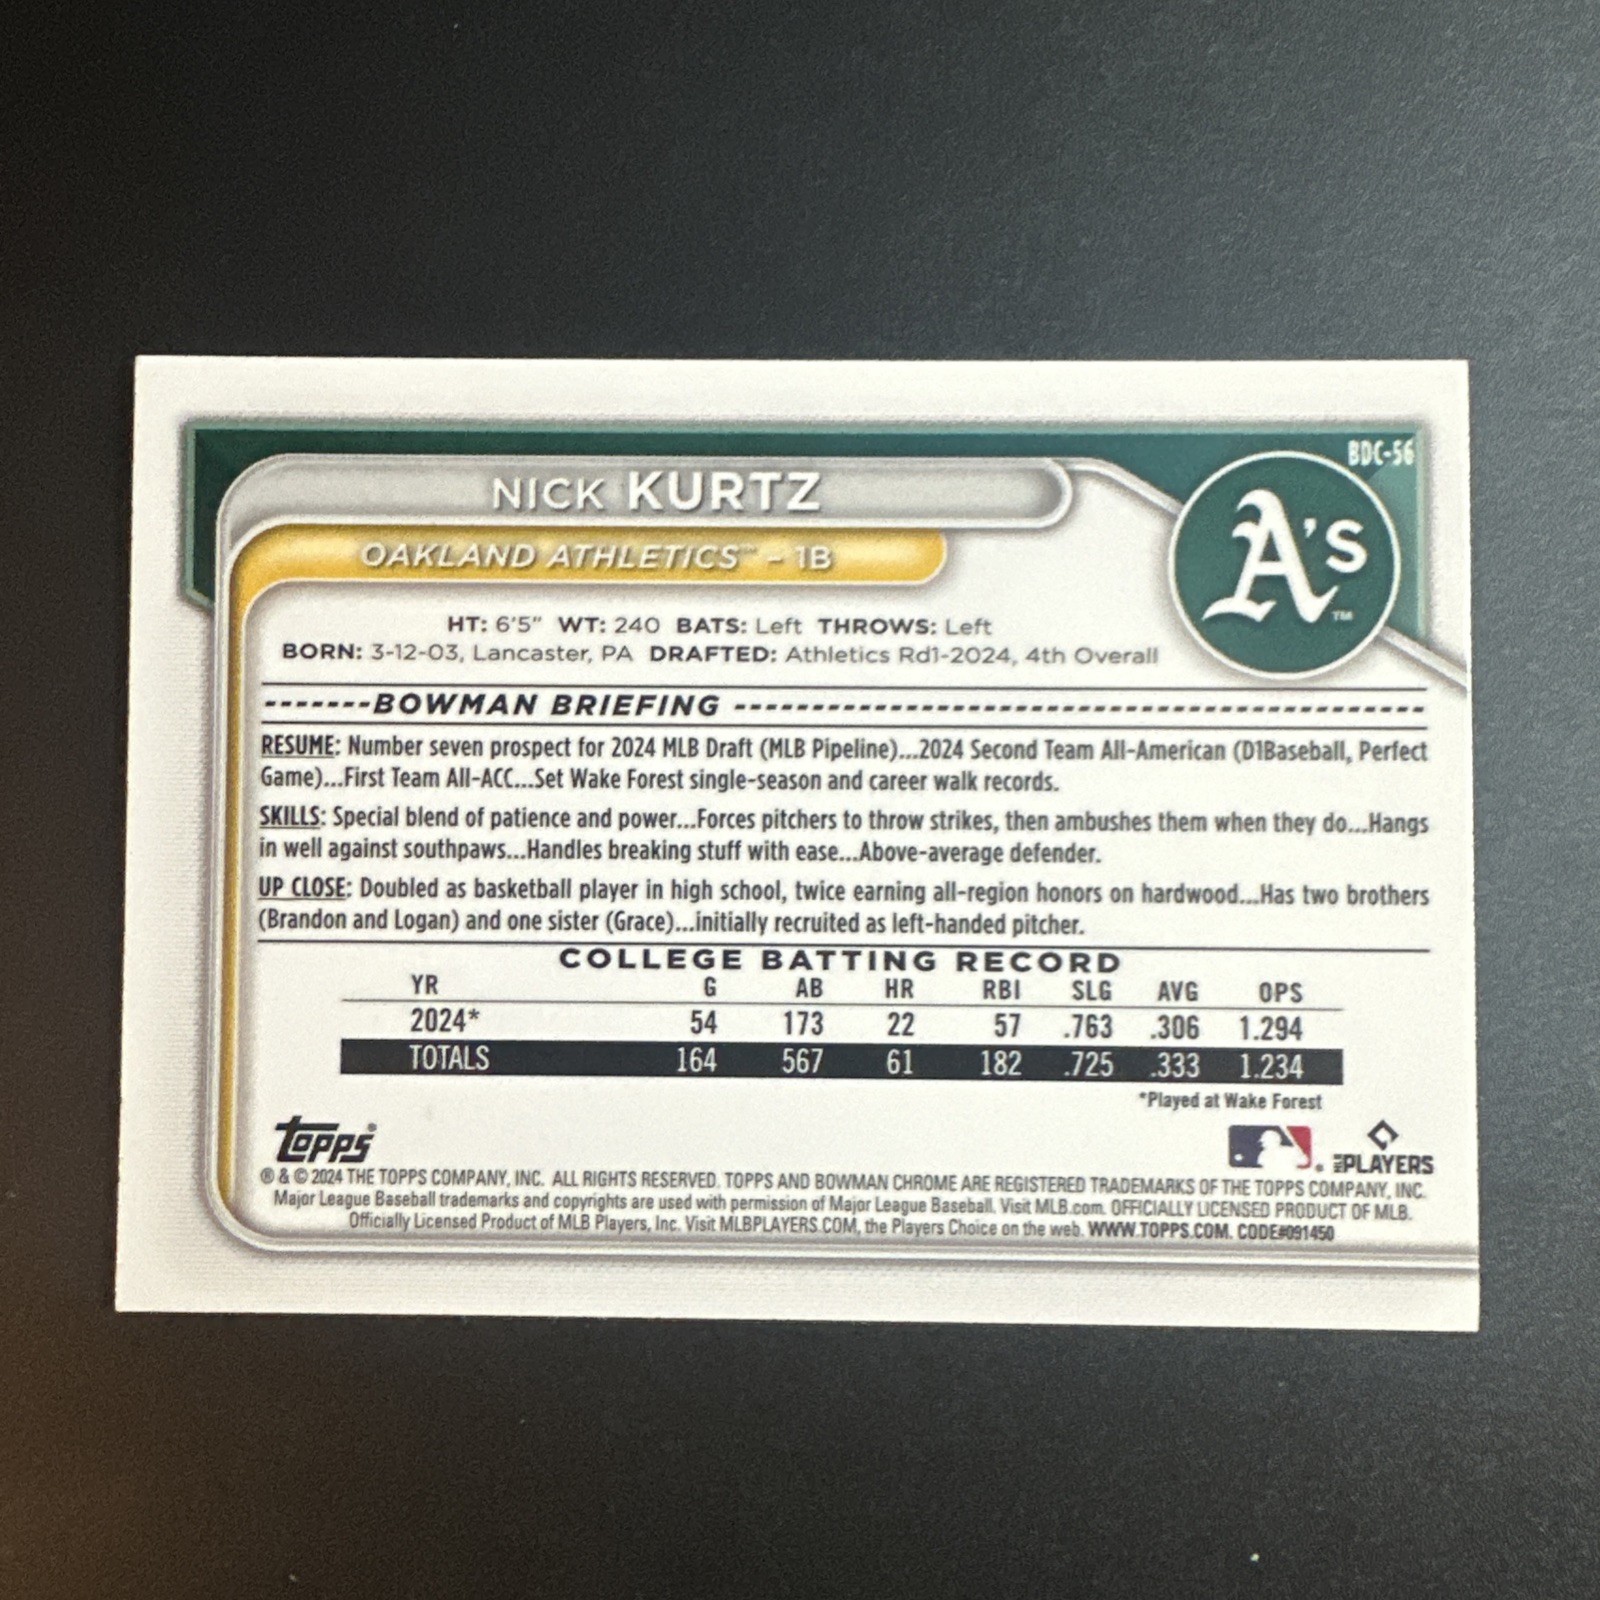 BDC-56
NICK KURTZ
A's™
OAKLAND ATHLETICS™ - 1B
HT: 6'5" WT: 240 BATS: Left THROWS: Left
BORN: 3-12-03, Lancaster, PA DRAFTED: Athletics Rd1-2024, 4th Overall
-------BOWMAN BRIEFING -------------------------------------------
RESUME: Number seven prospect for 2024 MLB Draft (MLB Pipeline)...2024 Second Team All-American (D1Baseball, Perfect
Game)...First Team All-ACC...Set Wake Forest single-season and career walk records.
SKILLS: Special blend of patience and power...Forces pitchers to throw strikes, then ambushes them when they do...Hangs
in well against southpaws...Handles breaking stuff with ease...Above-average defender.
UP CLOSE: Doubled as basketball player in high school, twice earning all-region honors on hardwood...Has two brothers
(Brandon and Logan) and one sister (Grace)...initially recruited as left-handed pitcher.
COLLEGE BATTING RECORD
YR G AB HR RBI SLG AVG OPS
2024* 54 173 22 57 .763 .306 1.294
TOTALS 164 567 61 182 .725 .333 1.234
*Played at Wake Forest
Topps®
MLB PLAYERS
® & © 2024 THE TOPPS COMPANY, INC. ALL RIGHTS RESERVED. TOPPS AND BOWMAN CHROME ARE REGISTERED TRADEMARKS OF THE TOPPS COMPANY, INC.
Major League Baseball trademarks and copyrights are used with permission of Major League Baseball. Visit MLB.com. OFFICIALLY LICENSED PRODUCT OF MLB.
Officially Licensed Product of MLB Players, Inc. Visit MLBPLAYERS.COM, the Players Choice on the web. WWW.TOPPS.COM. CODE#091450